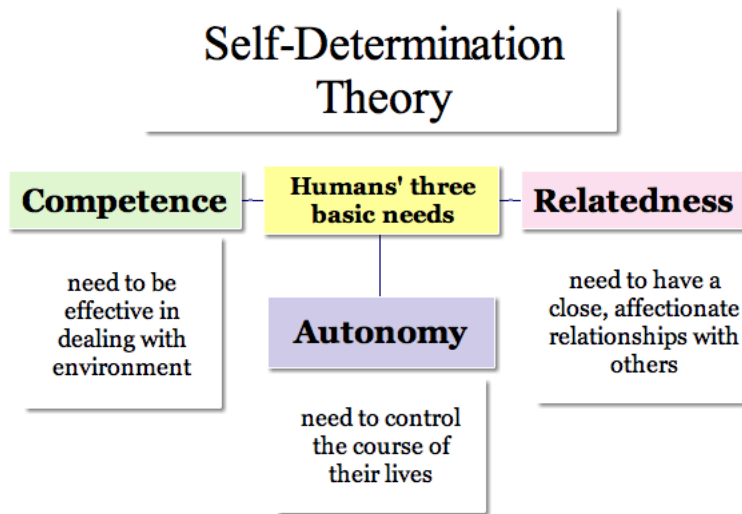 Self-Determination
Theory
Competence
Humans' three
basic needs
Relatedness
need to be
effective in
dealing with
environment
Autonomy
need to have a
close, affectionate
relationships with
others
need to control
the course of
their lives